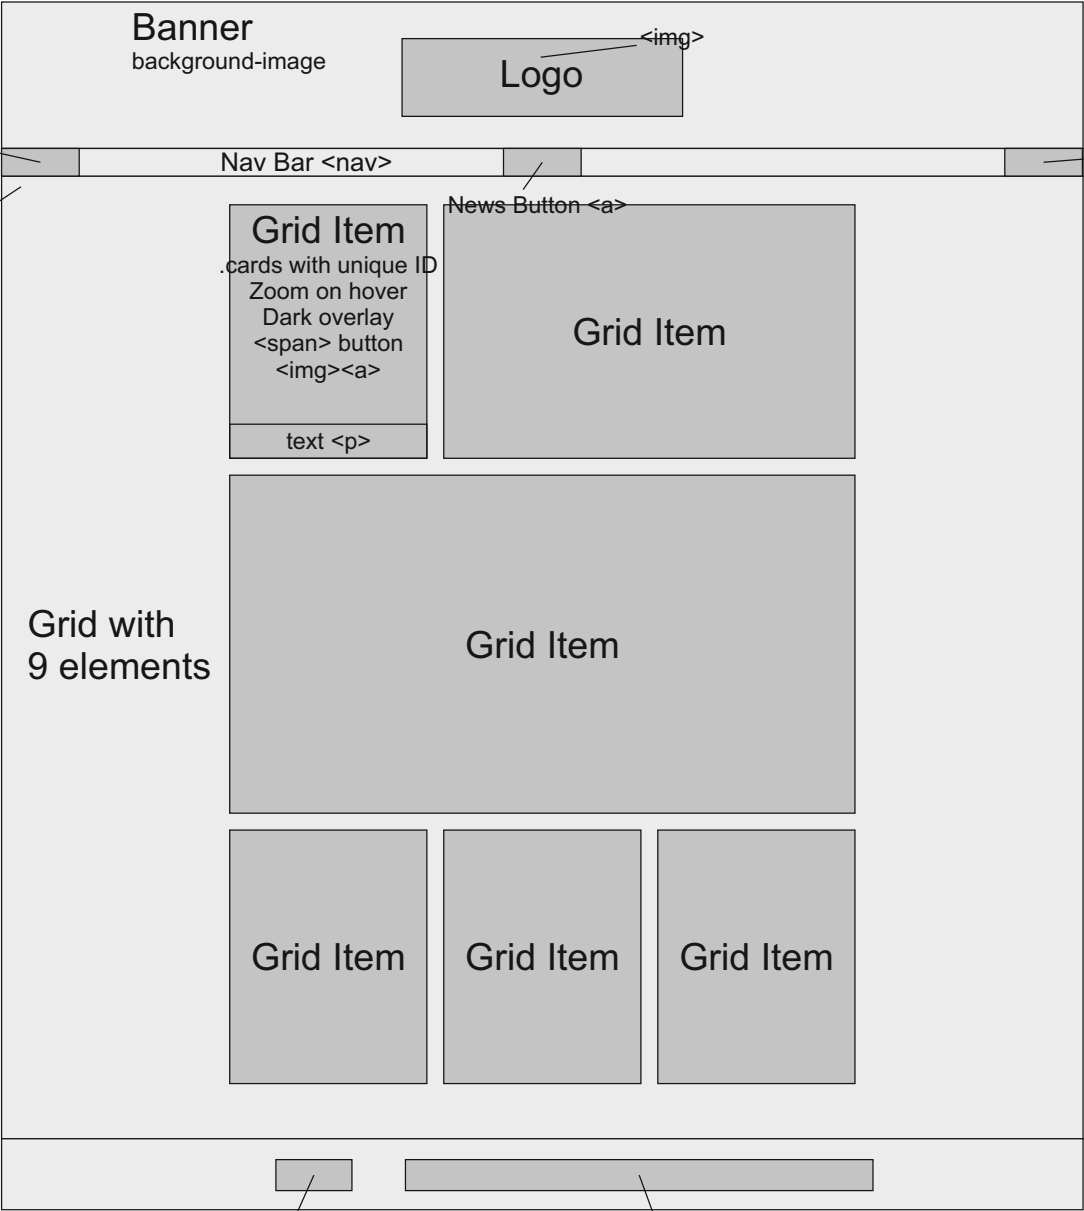 Banner
background-image
<img>
Logo
Nav Bar <nav>
News Button <a>
Grid Item
.cards with unique ID
Zoom on hover
Dark overlay
<span> button
<img><a>
text <p>
Grid Item
Grid Item
Grid with
9 elements
Grid Item
Grid Item
Grid Item